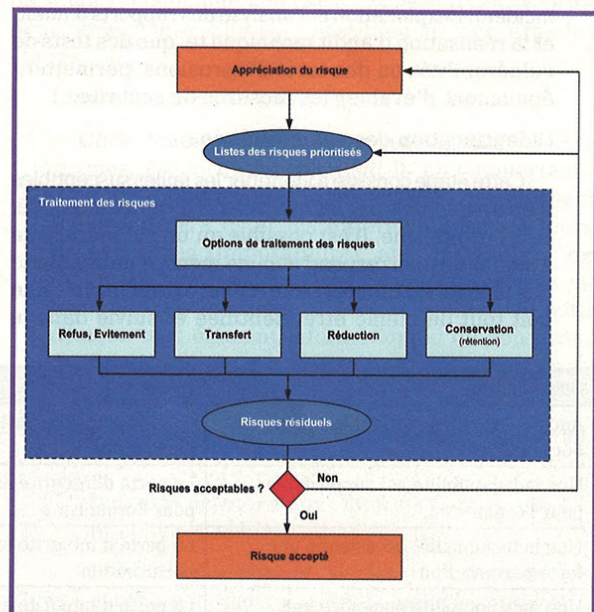 Appréciation du risque
Listes des risques prioritisés
Traitement des risques
Options de traitement des risques
Refus, Evitement
Transfert
Réduction
Conservation
(rétention)
Risques résiduels
Risques acceptables ?
Non
Oui
Risque accepté